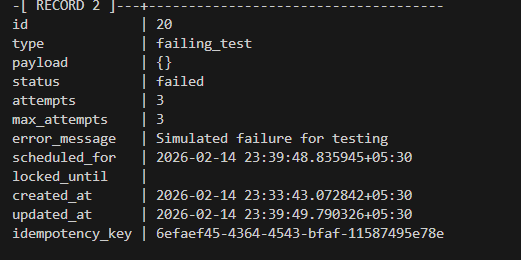 -[ RECORD 2 ]---+-------------------------------------
id              | 20
type            | failing_test
payload         | {}
status          | failed
attempts        | 3
max_attempts    | 3
error_message   | Simulated failure for testing
scheduled_for   | 2026-02-14 23:39:48.835945+05:30
locked_until    |
created_at      | 2026-02-14 23:33:43.072842+05:30
updated_at      | 2026-02-14 23:39:49.790326+05:30
idempotency_key | 6efaef45-4364-4543-bfaf-11587495e78e